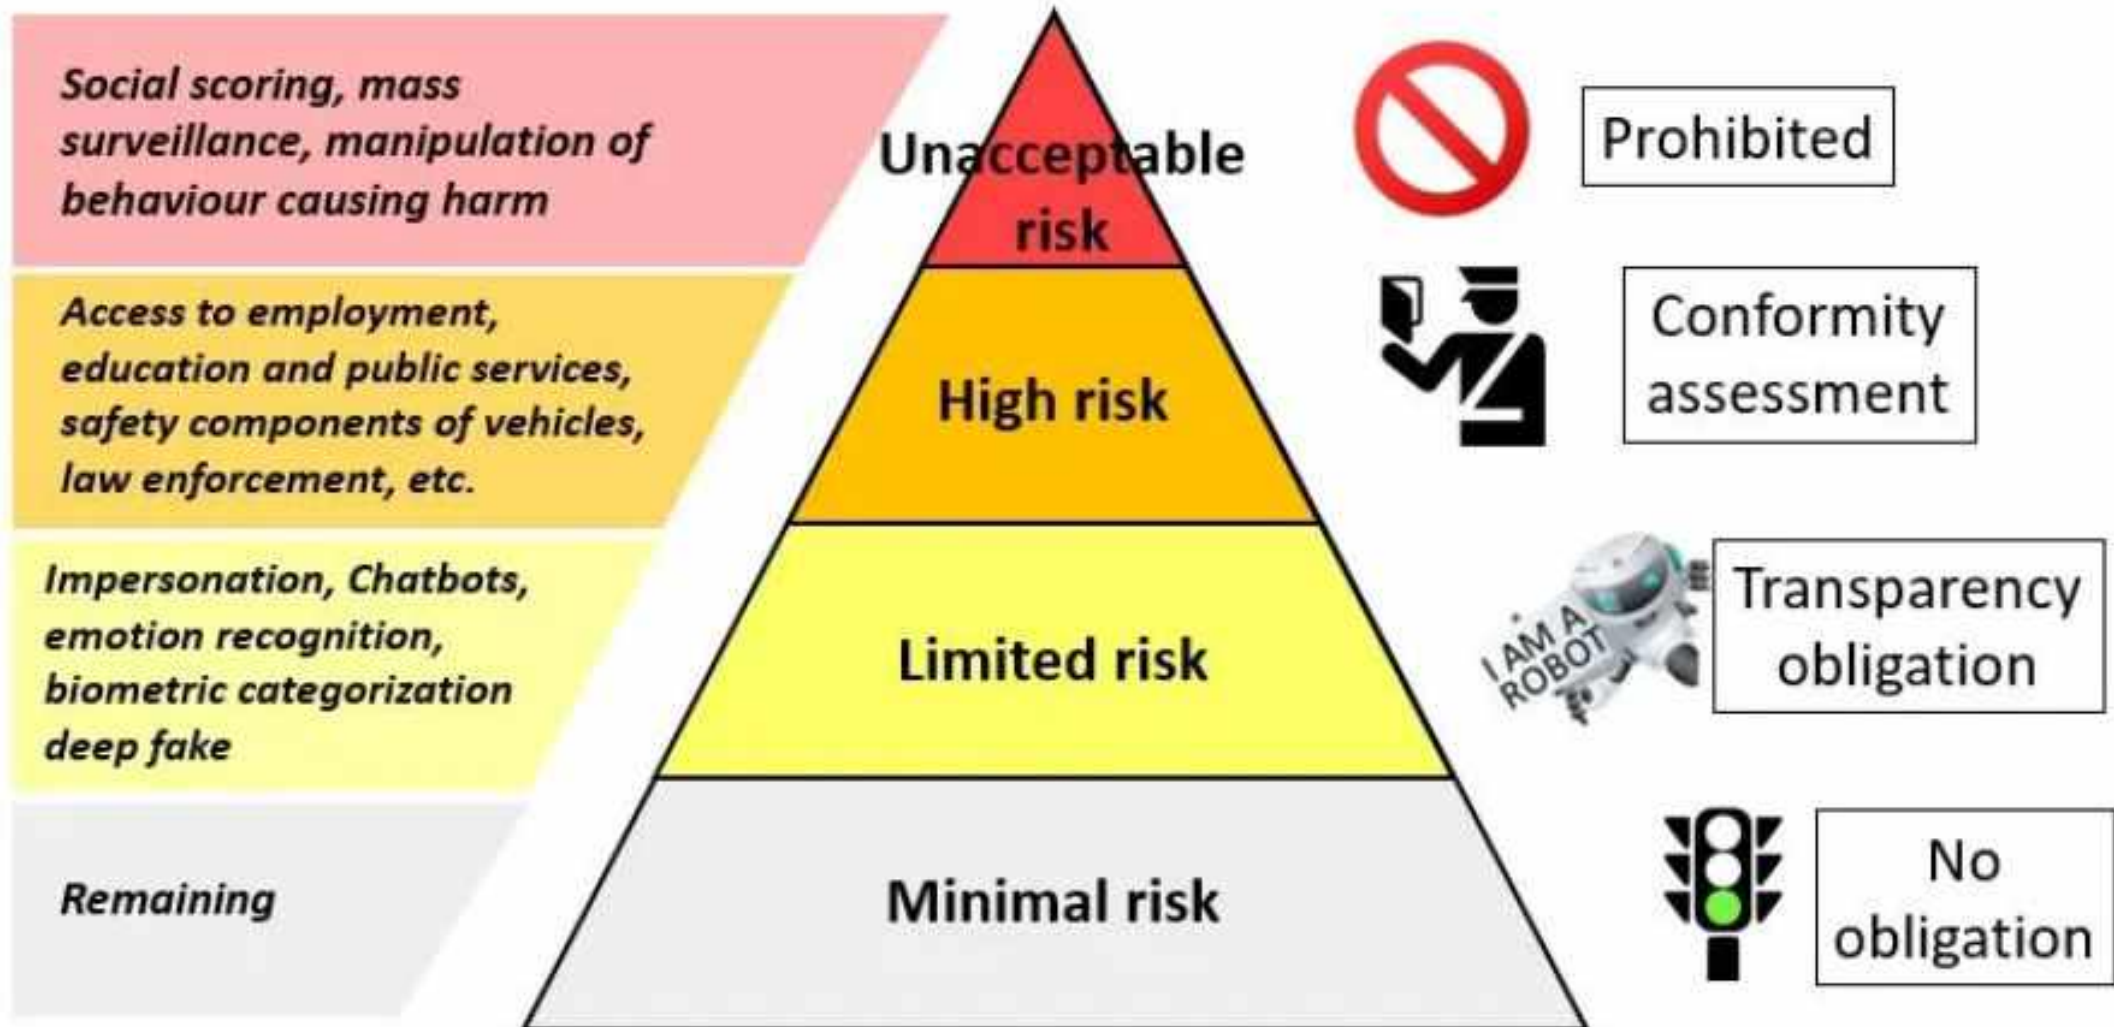 Social scoring, mass
surveillance, manipulation of
behaviour causing harm
Unacceptable
risk
Prohibited
Access to employment,
education and public services,
safety components of vehicles,
law enforcement, etc.
High risk
Conformity
assessment
Impersonation, Chatbots,
emotion recognition,
biometric categorization
deep fake
Limited risk
I AM A
ROBOT
Transparency
obligation
Remaining
Minimal risk
No
obligation